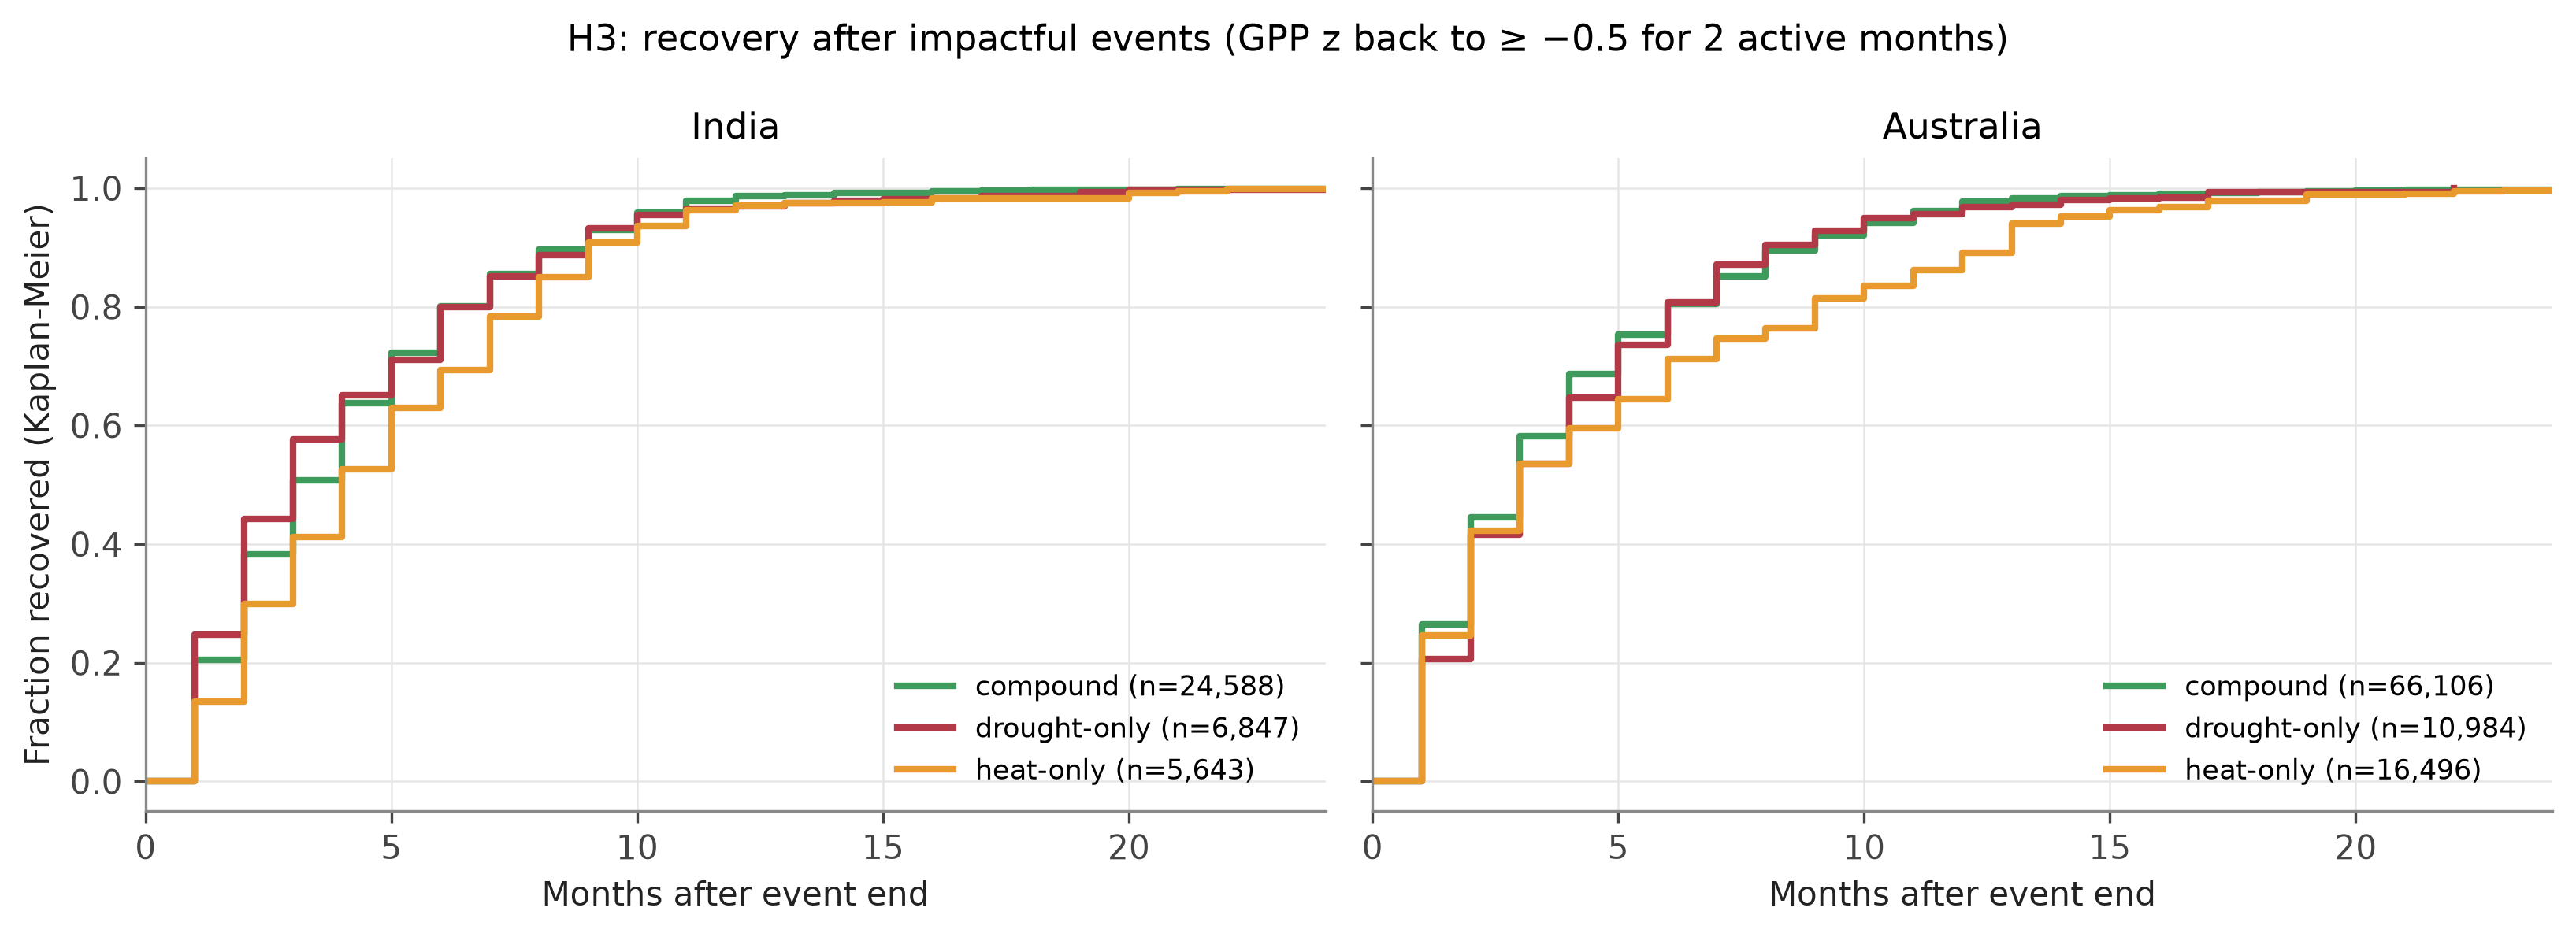 H3: recovery after impactful events (GPP z back to ≥ −0.5 for 2 active months)
India
Fraction recovered (Kaplan-Meier)
1.0
0.8
0.6
0.4
0.2
0.0
compound (n=24,588)
drought-only (n=6,847)
heat-only (n=5,643)
0 5 10 15 20
Months after event end
Australia
compound (n=66,106)
drought-only (n=10,984)
heat-only (n=16,496)
0 5 10 15 20
Months after event end